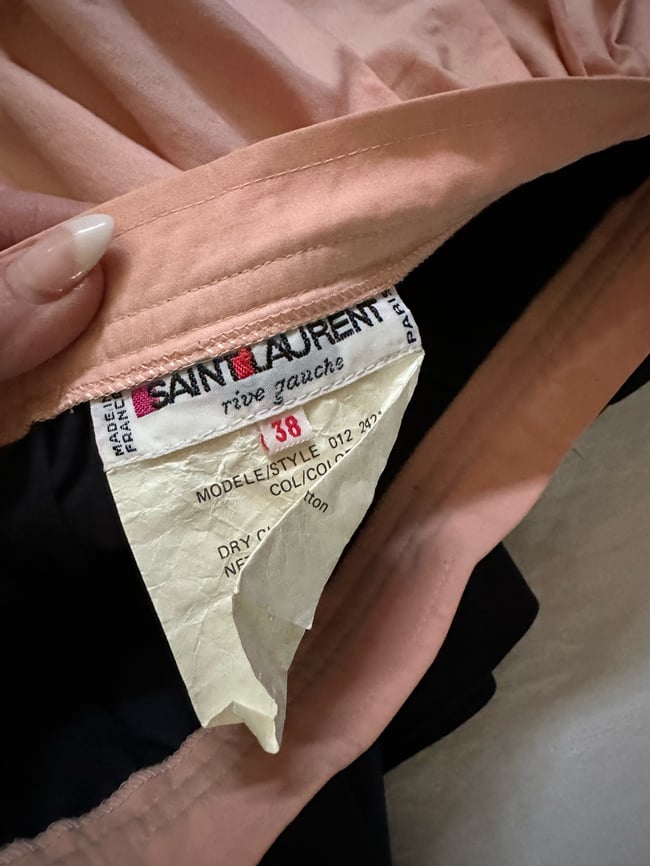 MADE IN
FRANCE
SAINT LAURENT
PARIS
rive gauche
38
MODELE/STYLE 012 242
COL/COLO
tton
DRY C
NE